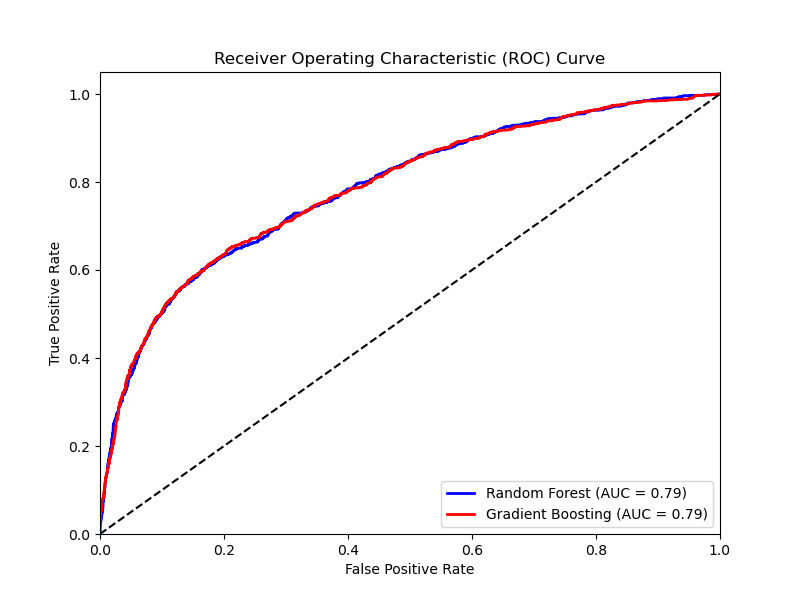 Receiver Operating Characteristic (ROC) Curve
1.0
0.8
0.6
0.4
0.2
0.0
True Positive Rate
0.0 0.2 0.4 0.6 0.8 1.0
False Positive Rate
Random Forest (AUC = 0.79)
Gradient Boosting (AUC = 0.79)